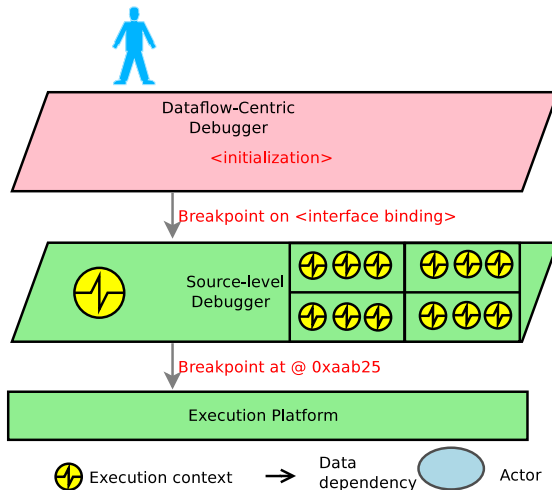 Dataflow-Centric
Debugger
<initialization>
Breakpoint on <interface binding>
Source-level
Debugger
Breakpoint at @ 0xaab25
Execution Platform
Execution context
Data
dependency
Actor